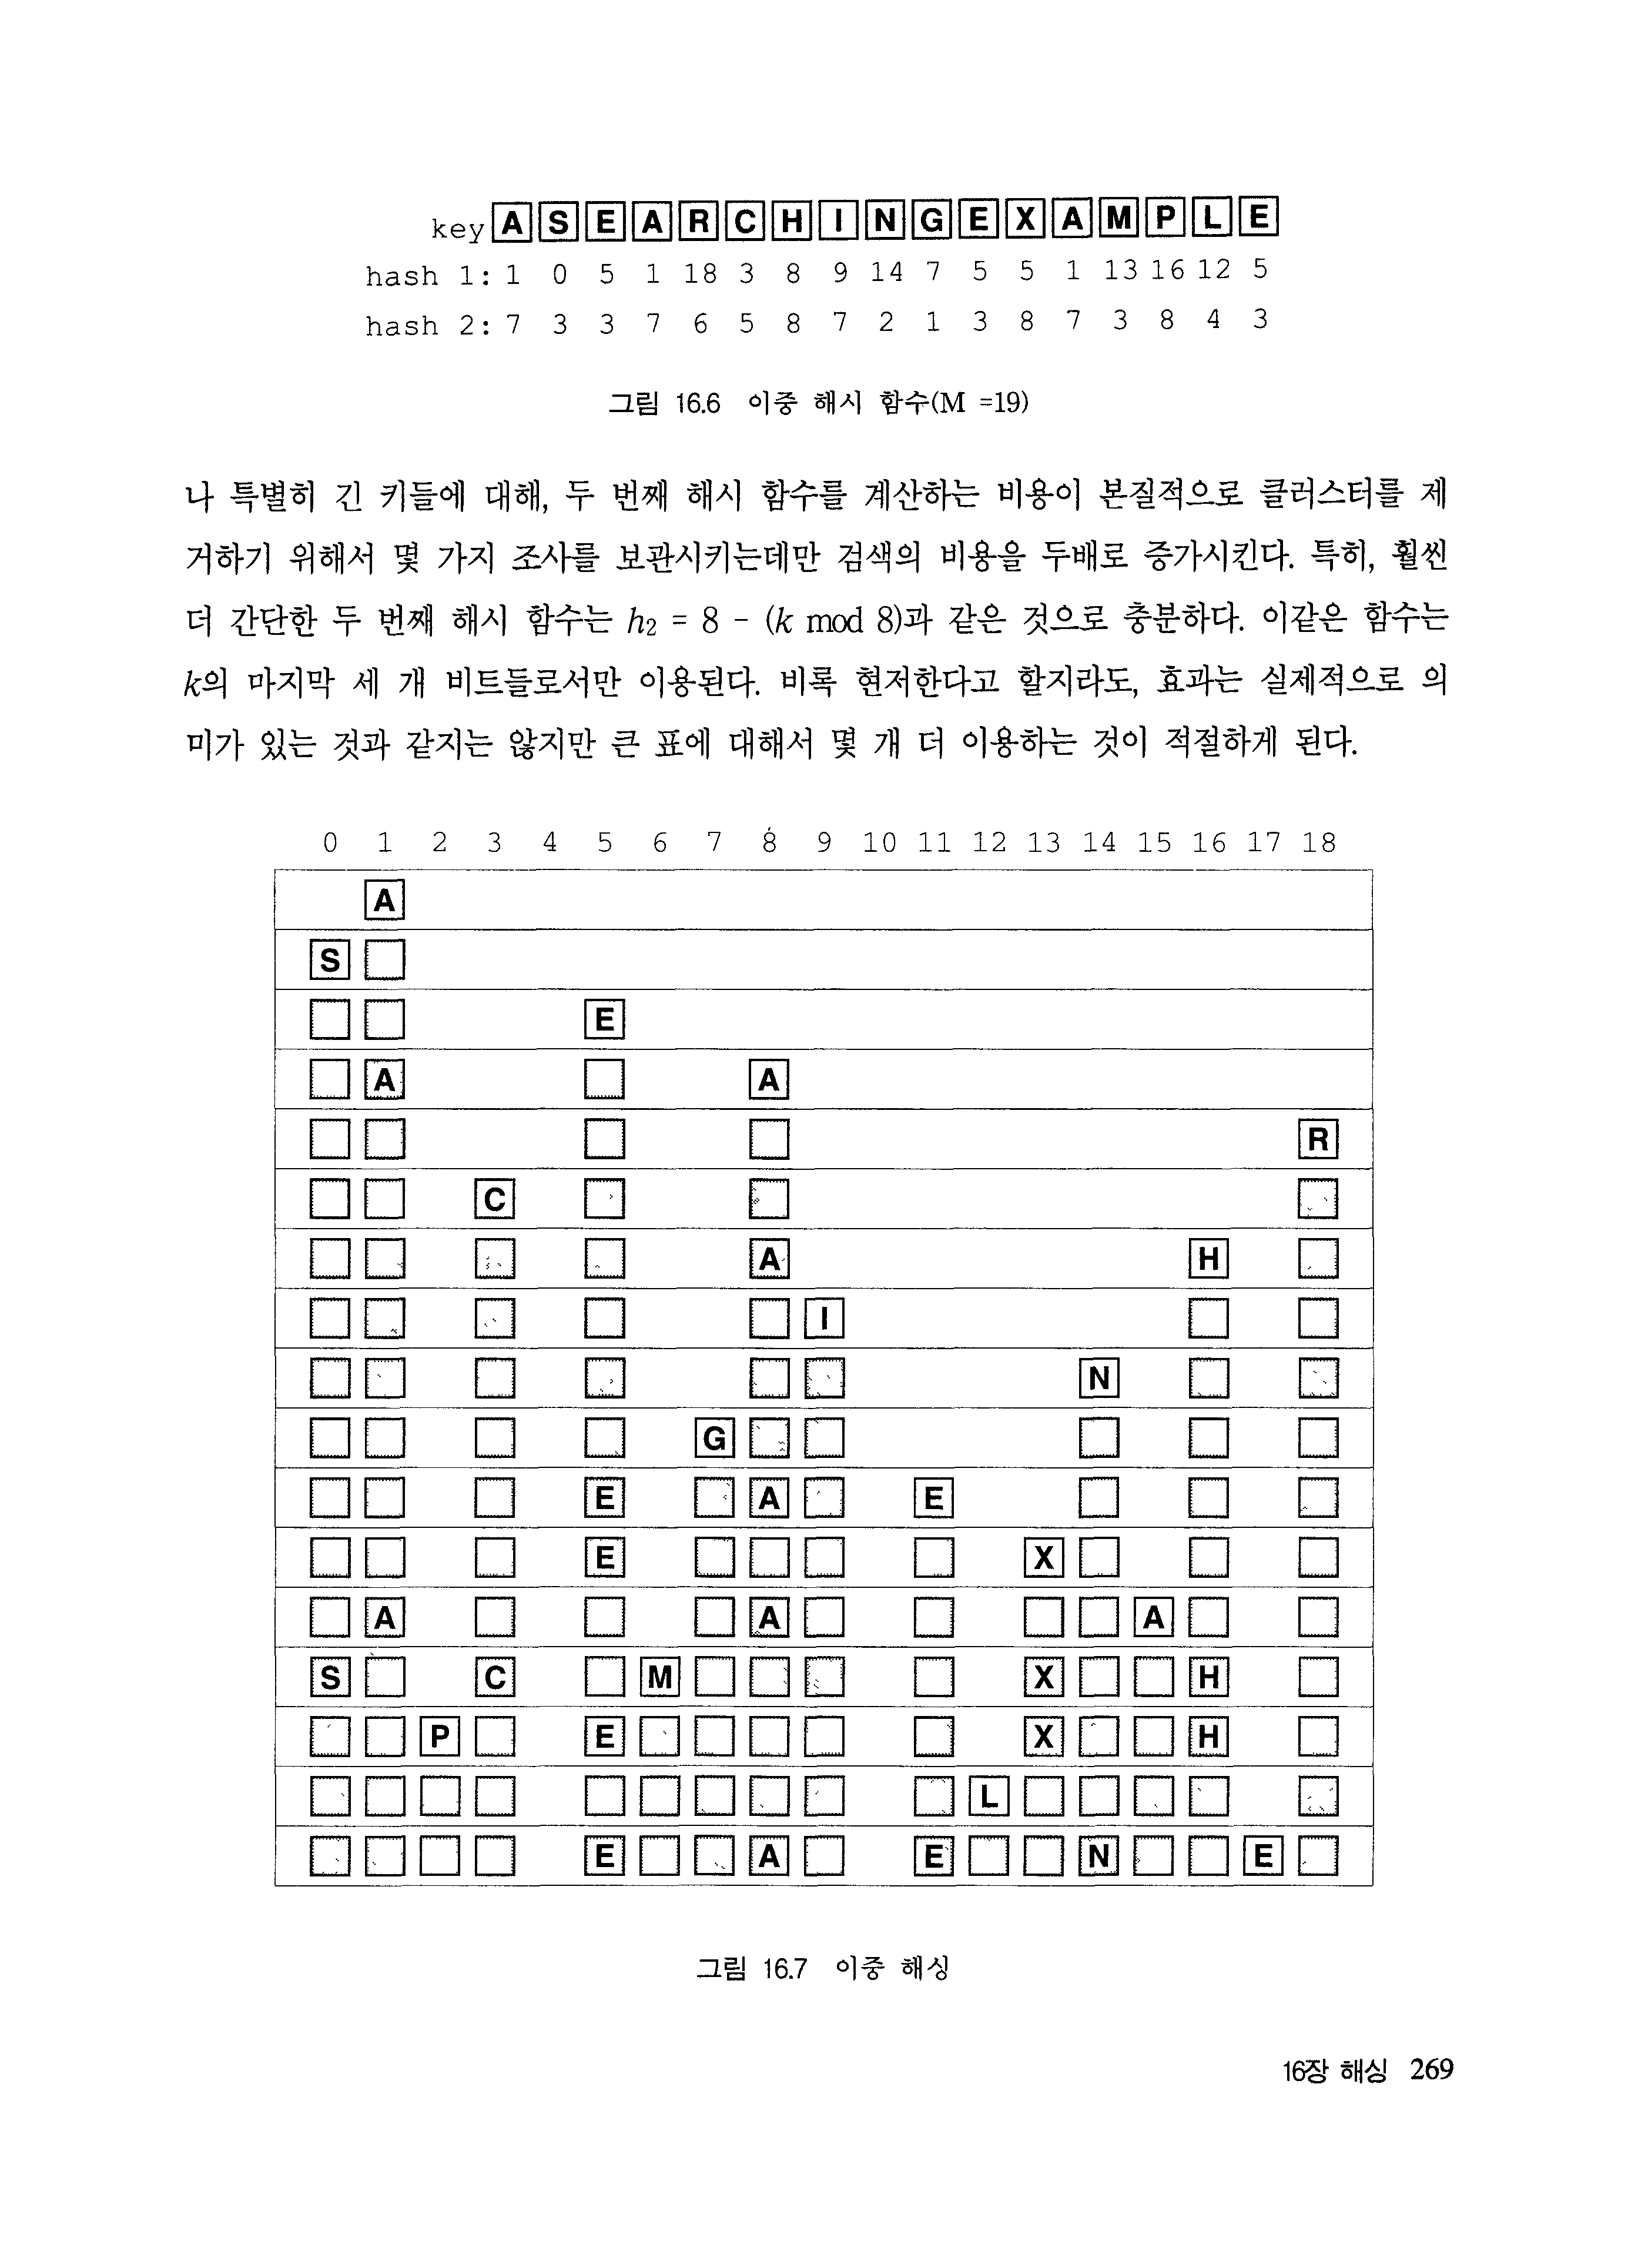 key A S E A R C H I N G E X A M P L E
hash 1: 1 0 5 1 18 3 8 9 14 7 5 5 1 13 16 12 5
hash 2: 7 3 3 7 6 5 8 7 2 1 3 8 7 3 8 4 3
그림 16.6 이중 해시 함수(M =19)
나 특별히 긴 키들에 대해, 두 번째 해시 함수를 계산하는 비용이 본질적으로 클러스터를 제
거하기 위해서 몇 가지 조사를 보관시키는데만 검색의 비용을 두배로 증가시킨다. 특히, 훨씬
더 간단한 두 번째 해시 함수는 h2 = 8 - (k mod 8)과 같은 것으로 충분하다. 이같은 함수는
k의 마지막 세 개 비트들로서만 이용된다. 비록 현저한다고 할지라도, 효과는 실제적으로 의
미가 있는 것과 같지는 않지만 큰 표에 대해서 몇 개 더 이용하는 것이 적절하게 된다.
0 1 2 3 4 5 6 7 8 9 10 11 12 13 14 15 16 17 18
A
S
E
A A
R
C
A H
I
N
G
E A E
E X
A A A
S C M X H
P E X H
L
E A E N E
그림 16.7 이중 해싱
16장 해싱 269